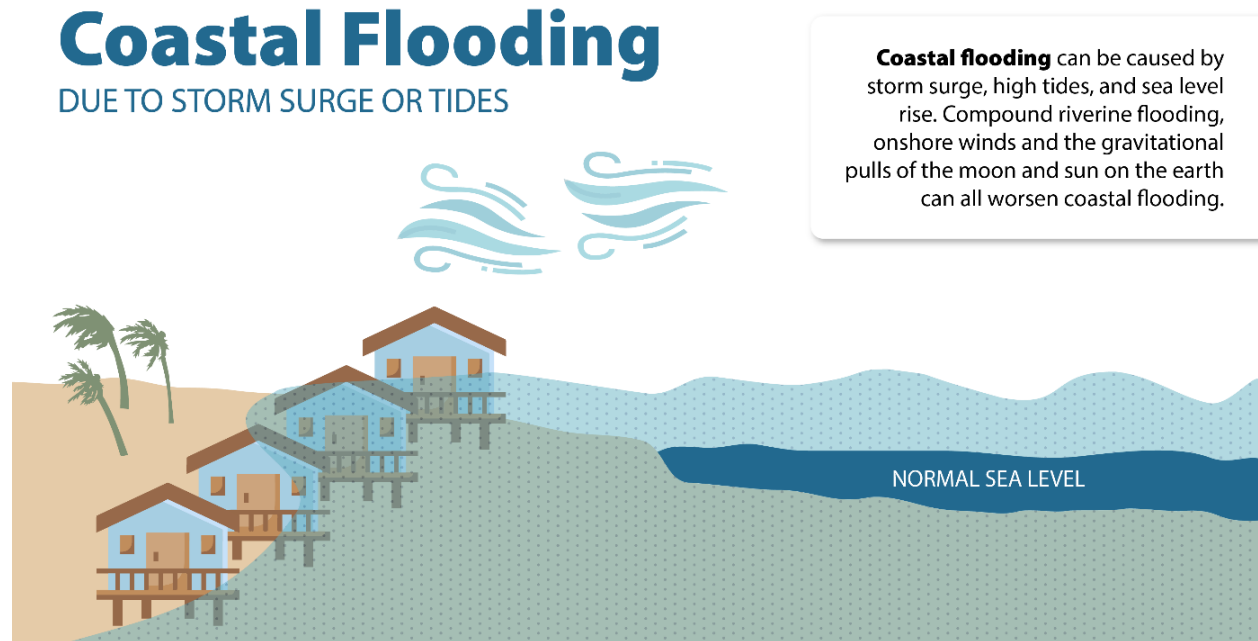 Coastal Flooding
DUE TO STORM SURGE OR TIDES
Coastal flooding can be caused by
storm surge, high tides, and sea level
rise. Compound riverine flooding,
onshore winds and the gravitational
pulls of the moon and sun on the earth
can all worsen coastal flooding.
NORMAL SEA LEVEL